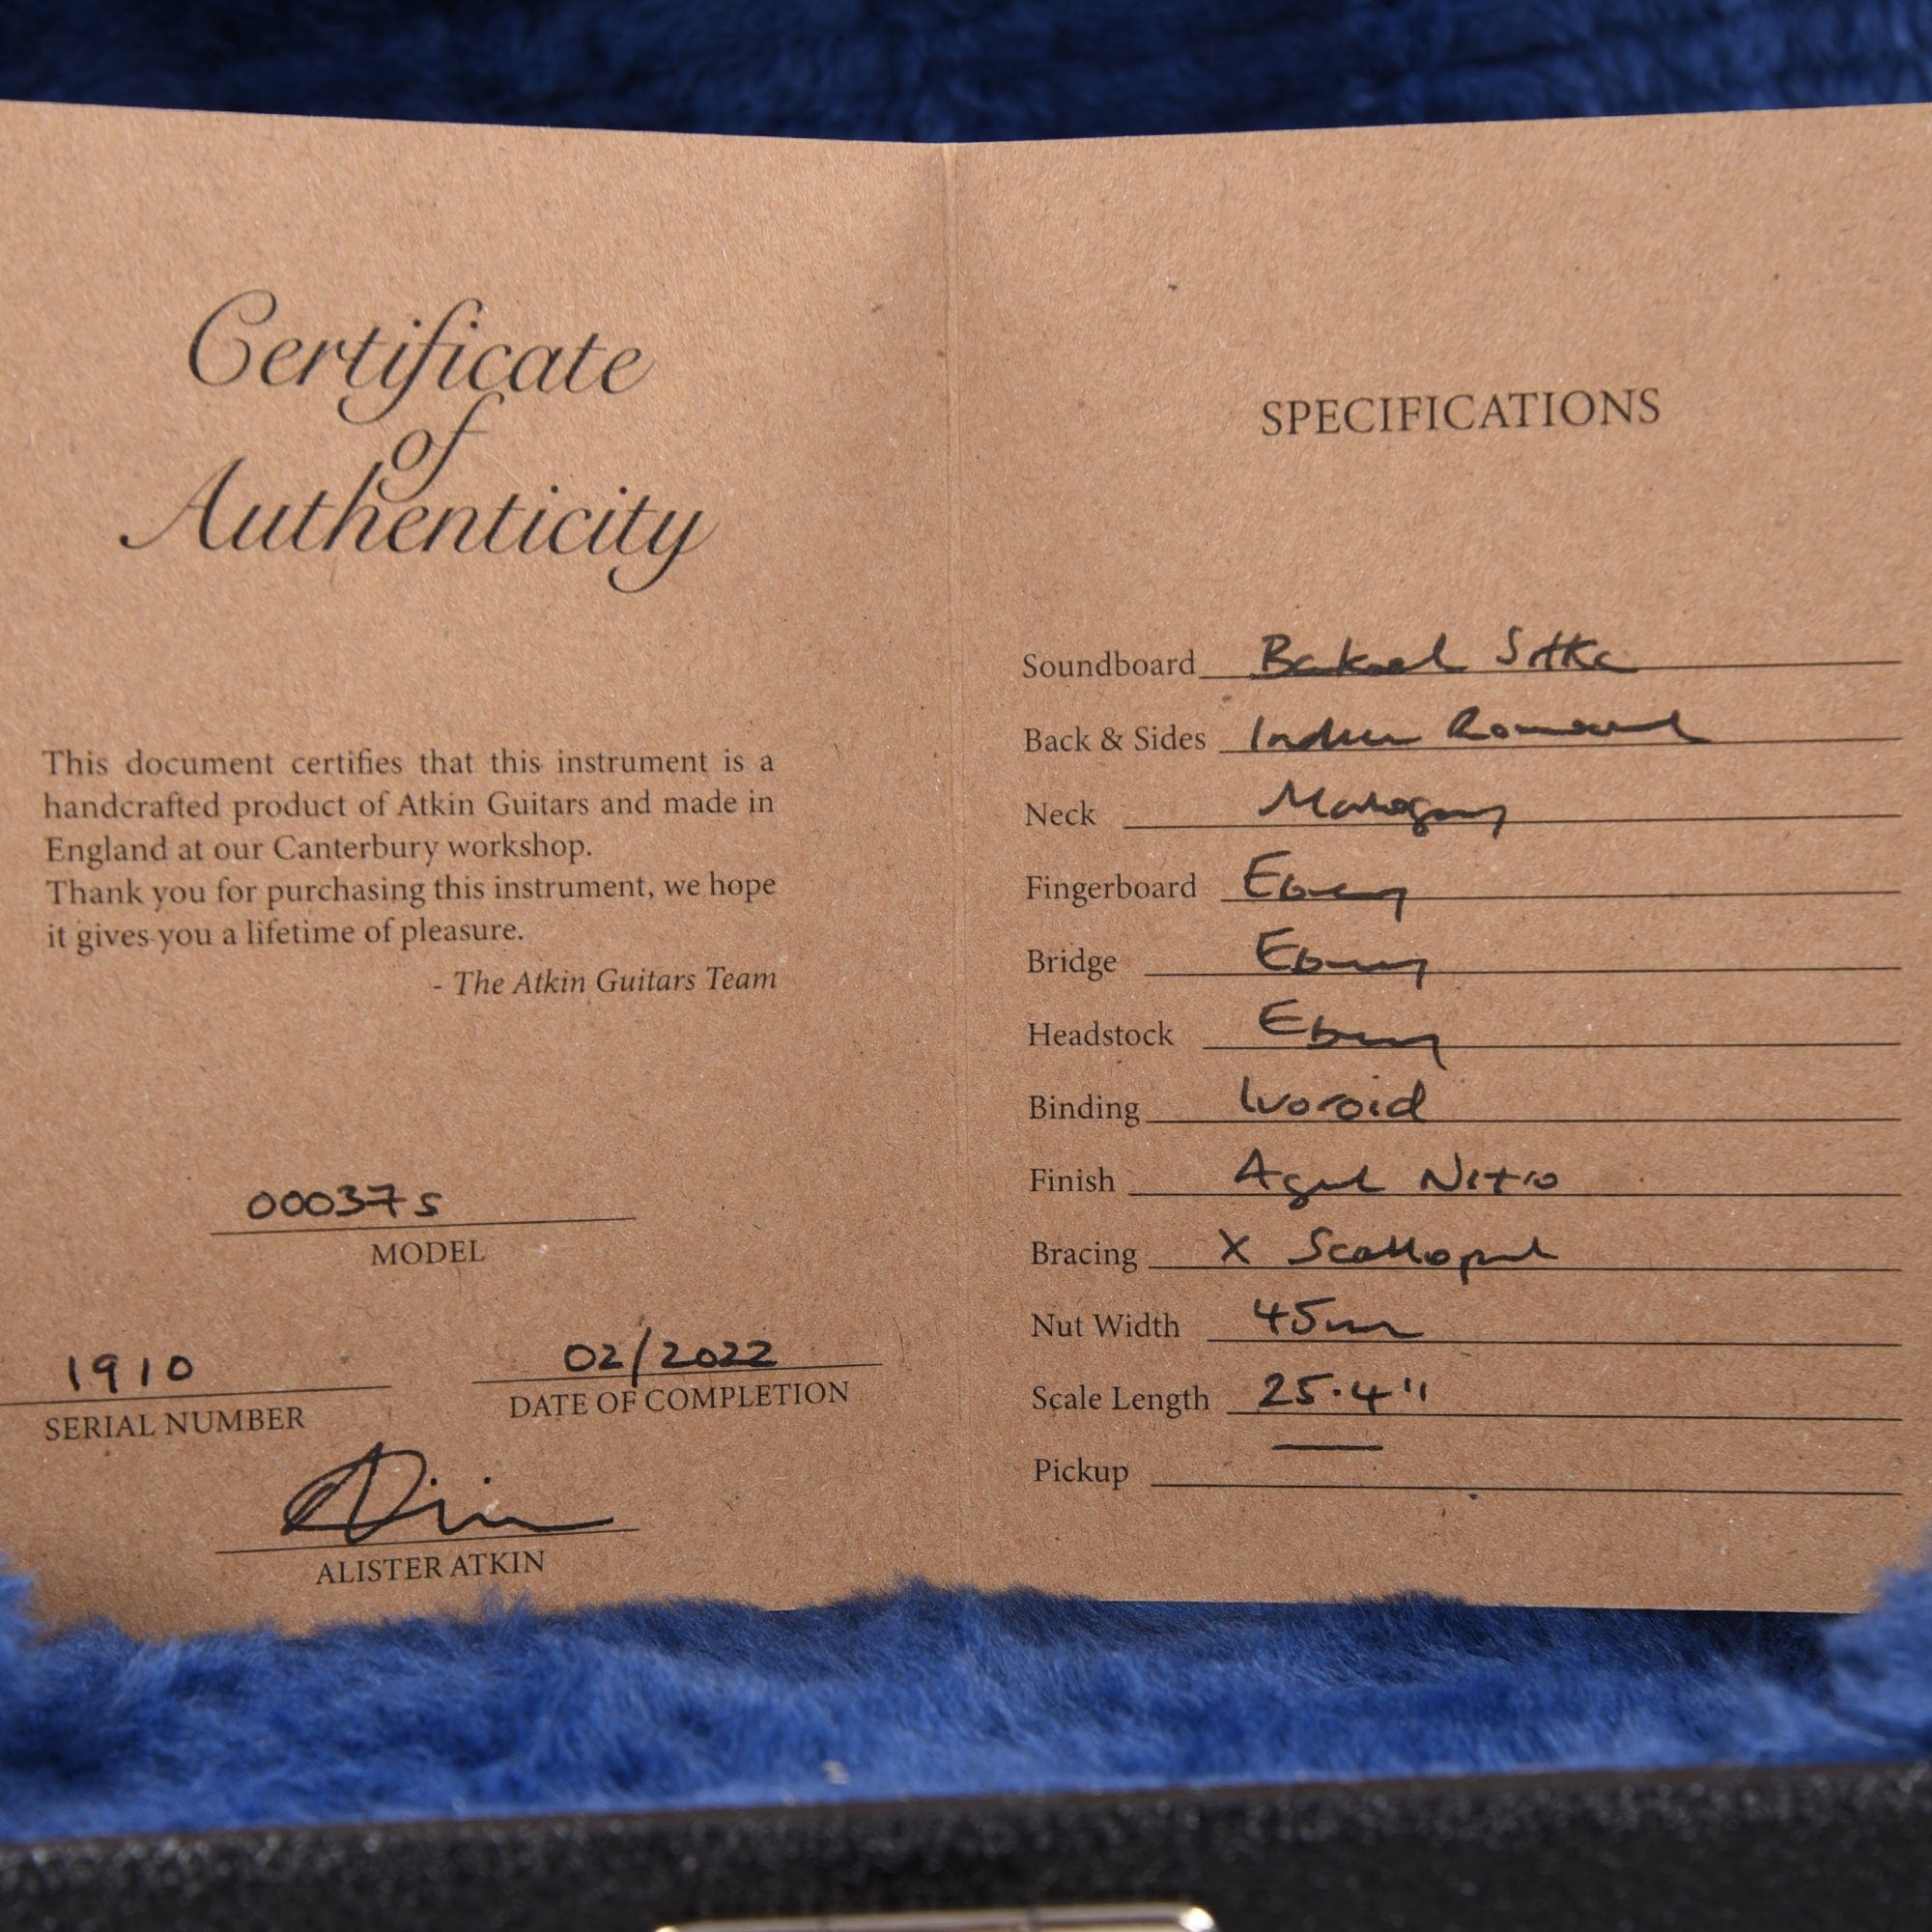 Certificate
of
Authenticity
This document certifies that this instrument is a
handcrafted product of Atkin Guitars and made in
England at our Canterbury workshop.
Thank you for purchasing this instrument, we hope
it gives you a lifetime of pleasure.
- The Atkin Guitars Team
00037s
MODEL
1910
SERIAL NUMBER
02/2022
DATE OF COMPLETION
ALISTER ATKIN
SPECIFICATIONS
Soundboard Baked Sitka
Back & Sides Indian Rosewood
Neck Mahogany
Fingerboard Ebony
Bridge Ebony
Headstock Ebony
Binding Ivoroid
Finish Aged Nitro
Bracing X Scalloped
Nut Width 45mm
Scale Length 25.4"
Pickup —